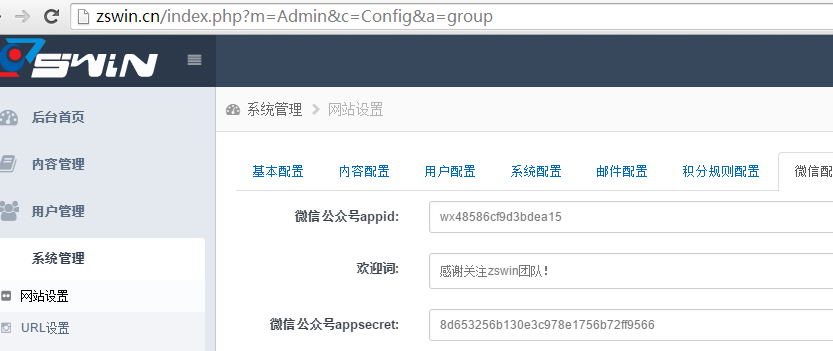 zswin.cn/index.php?m=Admin&c=Config&a=group
ZSWiN
后台首页
内容管理
用户管理
系统管理
网站设置
URL设置
系统管理 > 网站设置
基本配置 内容配置 用户配置 系统配置 邮件配置 积分规则配置 微信配
微信公众号appid: wx48586cf9d3bdea15
欢迎词: 感谢关注zswin团队!
微信公众号appsecret: 8d653256b130e3c978e1756b72ff9566